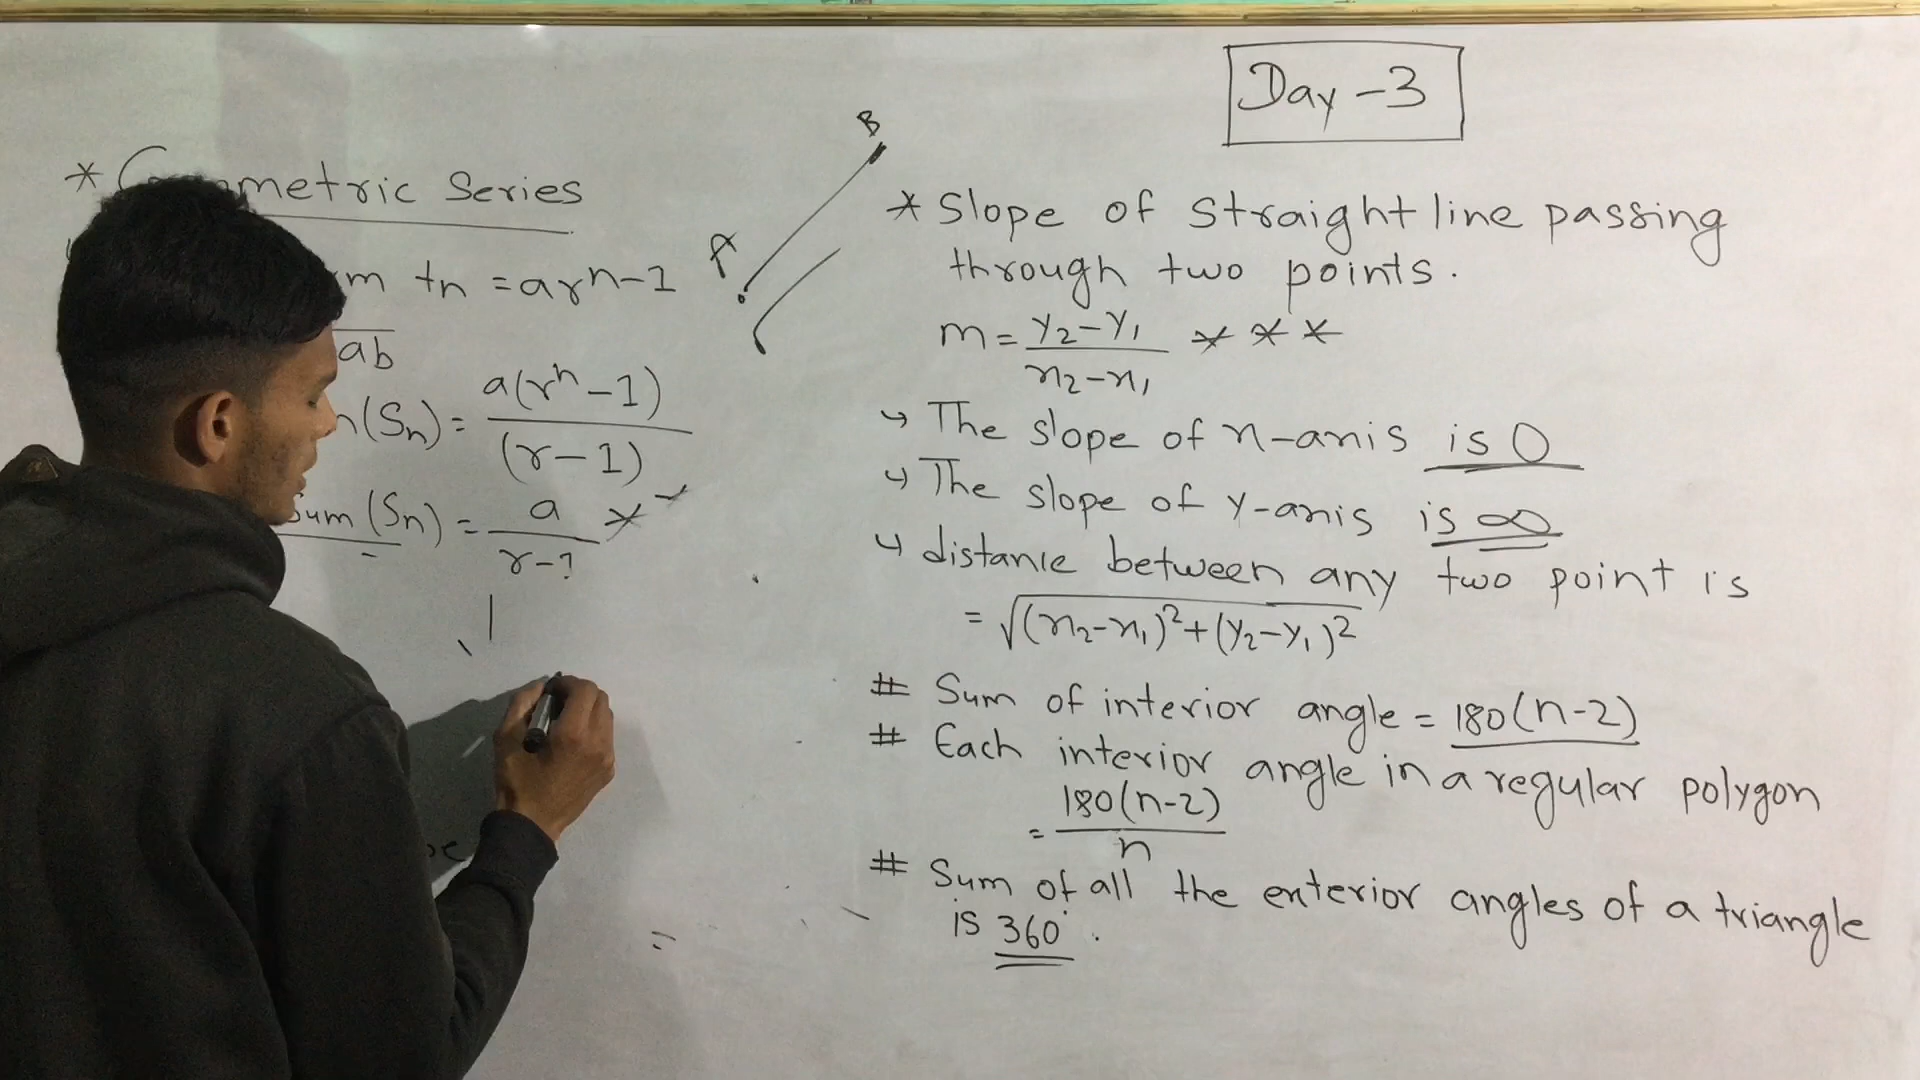 Day-3
* Geometric Series
m tn = ar^n-1
ab
n(Sn) = a(r^n-1)/(r-1)
Sum (Sn) = a/r-1 *
A
B
* Slope of straight line passing
through two points.
m = y2-y1/x2-x1 * * *
↳ The slope of x-axis is 0
↳ The slope of y-axis is ∞
↳ distance between any two point is
= √(x2-x1)²+(y2-y1)²
# Sum of interior angle = 180(n-2)
# Each interior angle in a regular polygon
= 180(n-2)/n
# Sum of all the exterior angles of a triangle
is 360°.